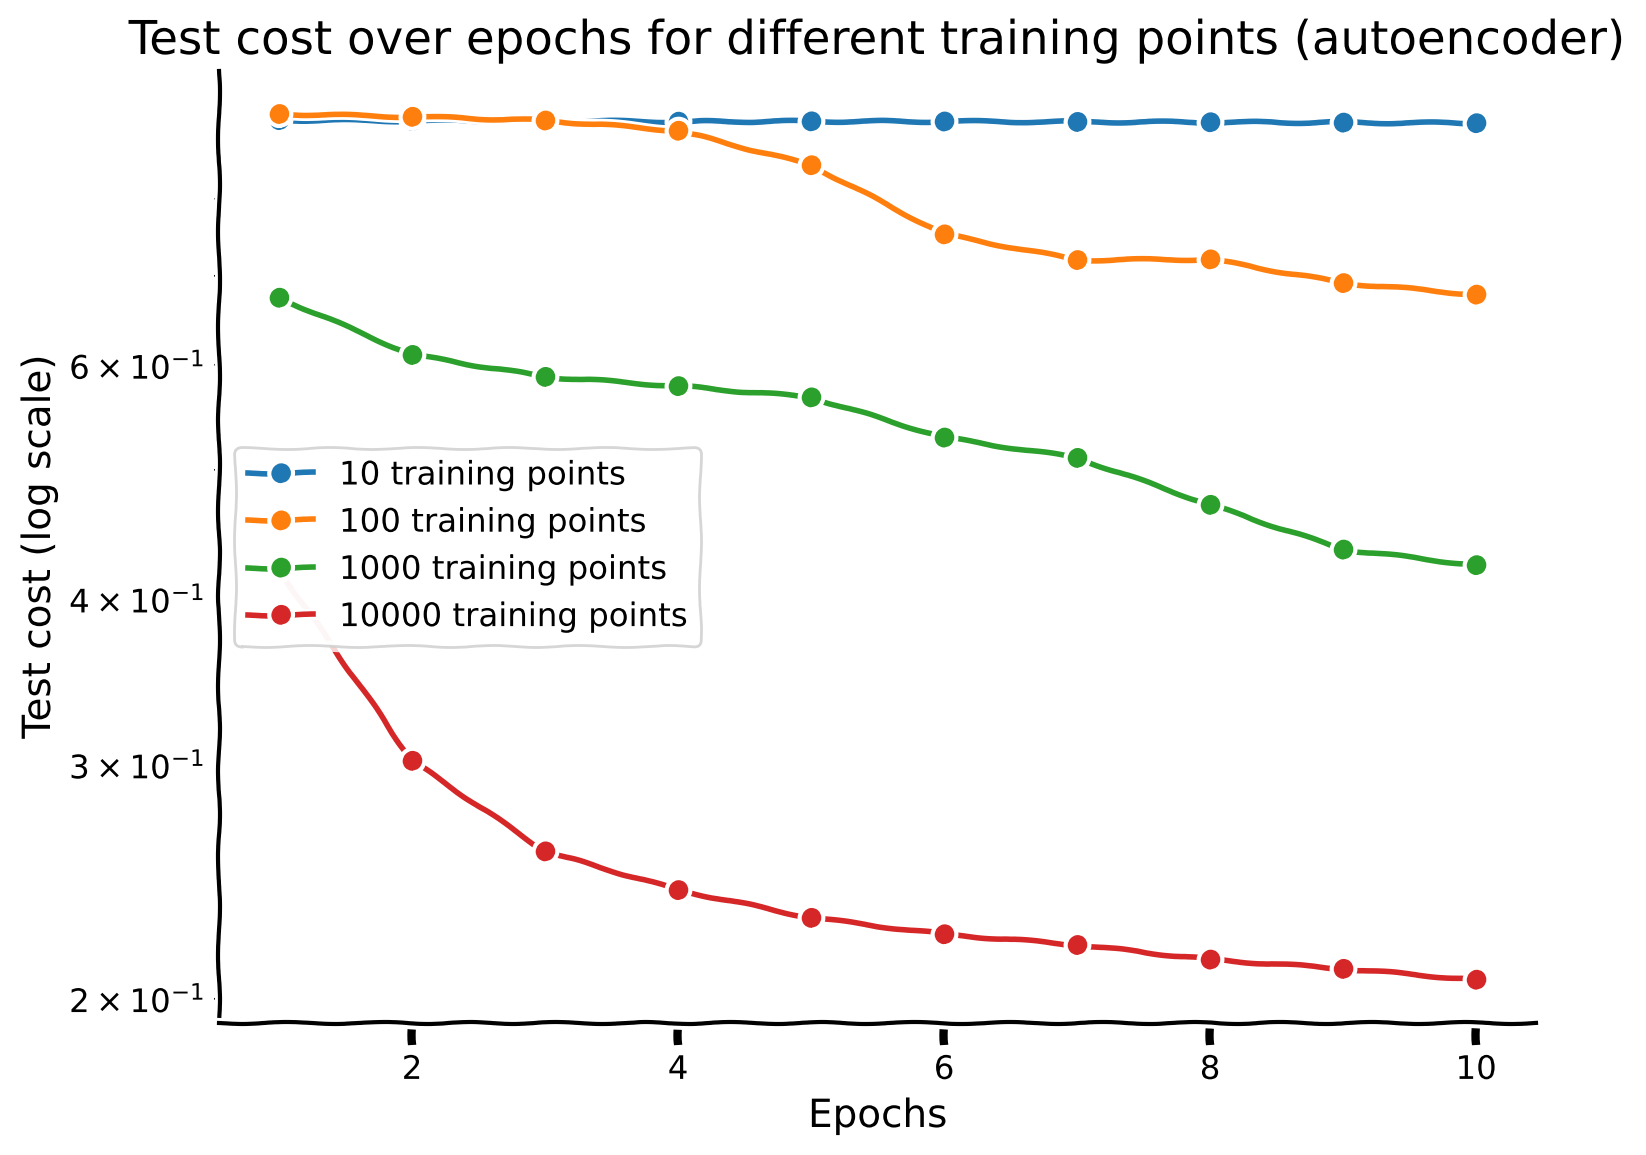 Test cost over epochs for different training points (autoencoder)
Test cost (log scale)
6 × 10⁻¹
4 × 10⁻¹
3 × 10⁻¹
2 × 10⁻¹
10 training points
100 training points
1000 training points
10000 training points
2 4 6 8 10
Epochs